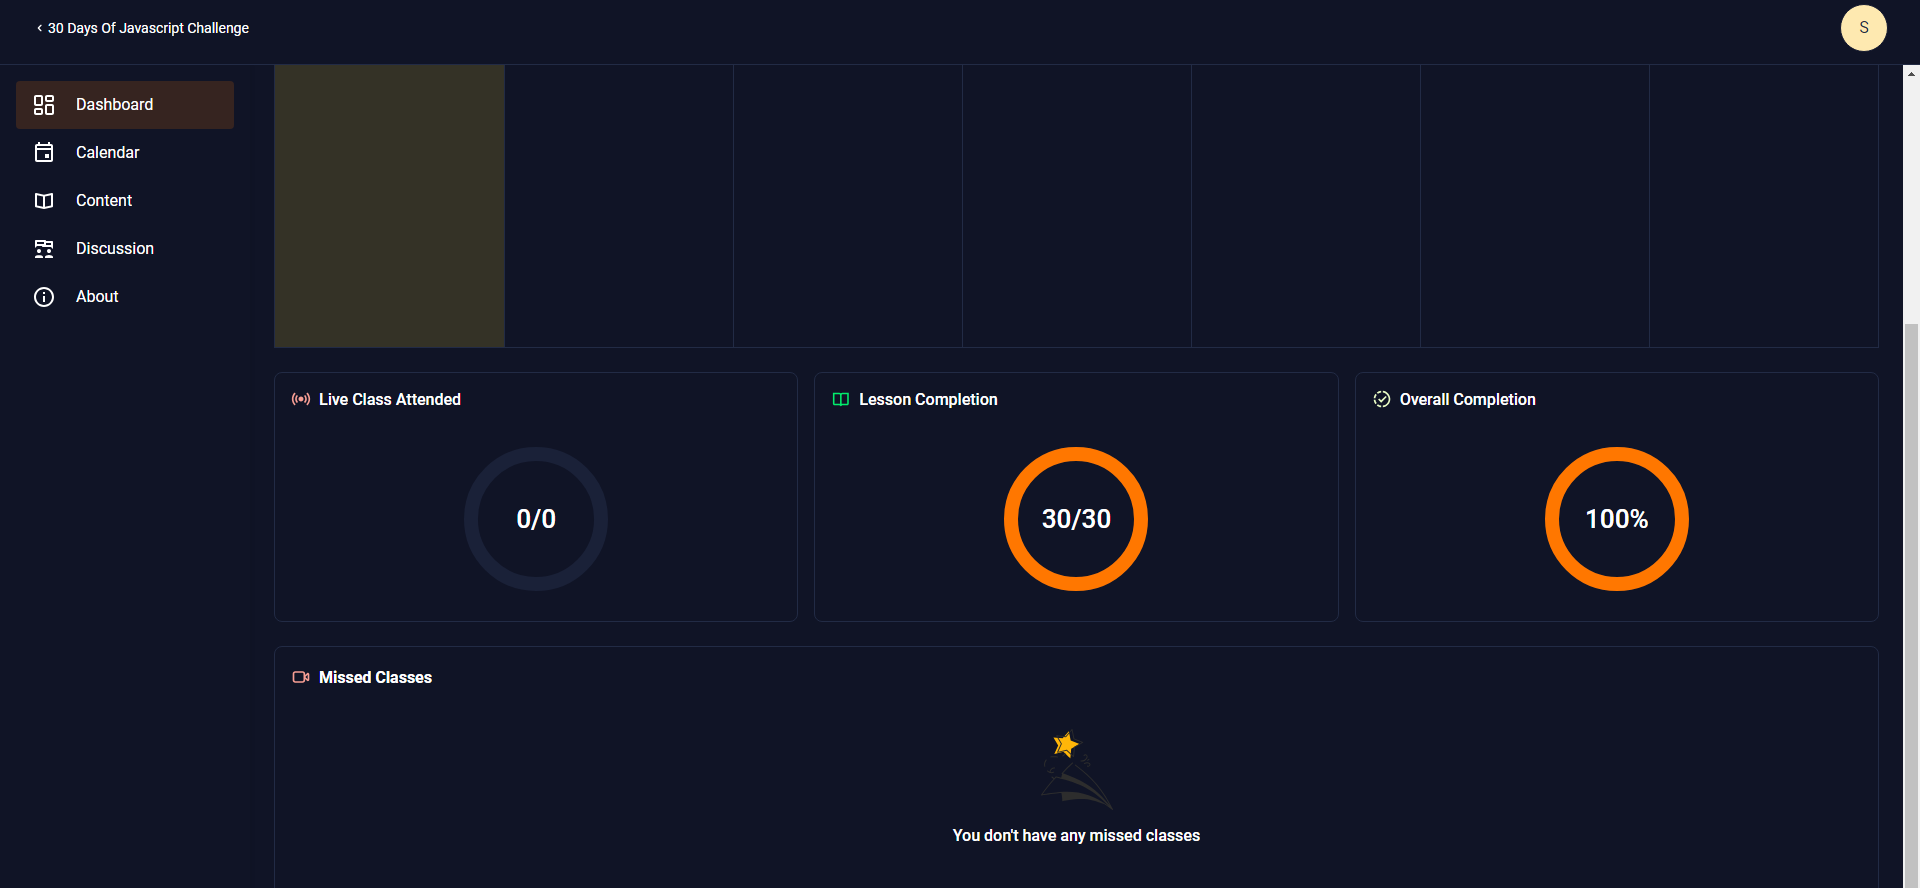 30 Days Of Javascript Challenge
S
Dashboard
Calendar
Content
Discussion
About
Live Class Attended
0/0
Lesson Completion
30/30
Overall Completion
100%
Missed Classes
You don't have any missed classes